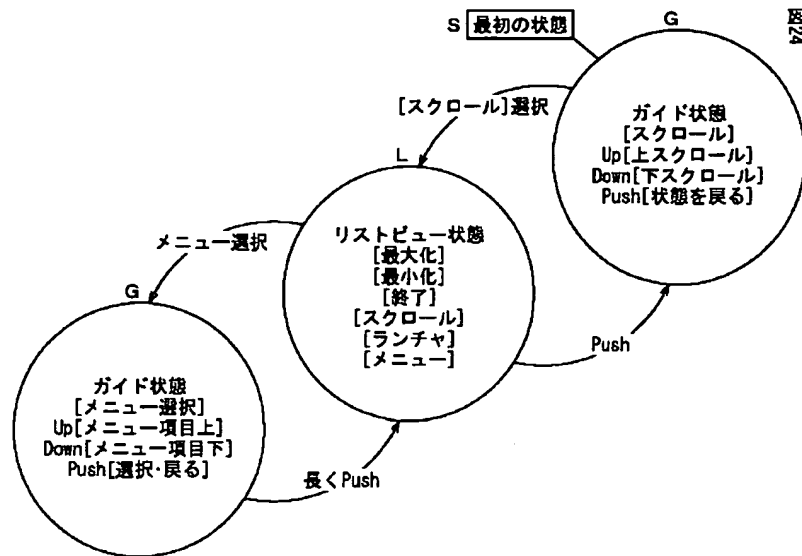 図24
S 最初の状態
G
ガイド状態
[スクロール]
Up[上スクロール]
Down[下スクロール]
Push[状態を戻る]
[スクロール]選択
L
リストビュー状態
[最大化]
[最小化]
[終了]
[スクロール]
[ランチャ]
[メニュー]
Push
メニュー選択
G
ガイド状態
[メニュー選択]
Up[メニュー項目上]
Down[メニュー項目下]
Push[選択·戻る]
長くPush